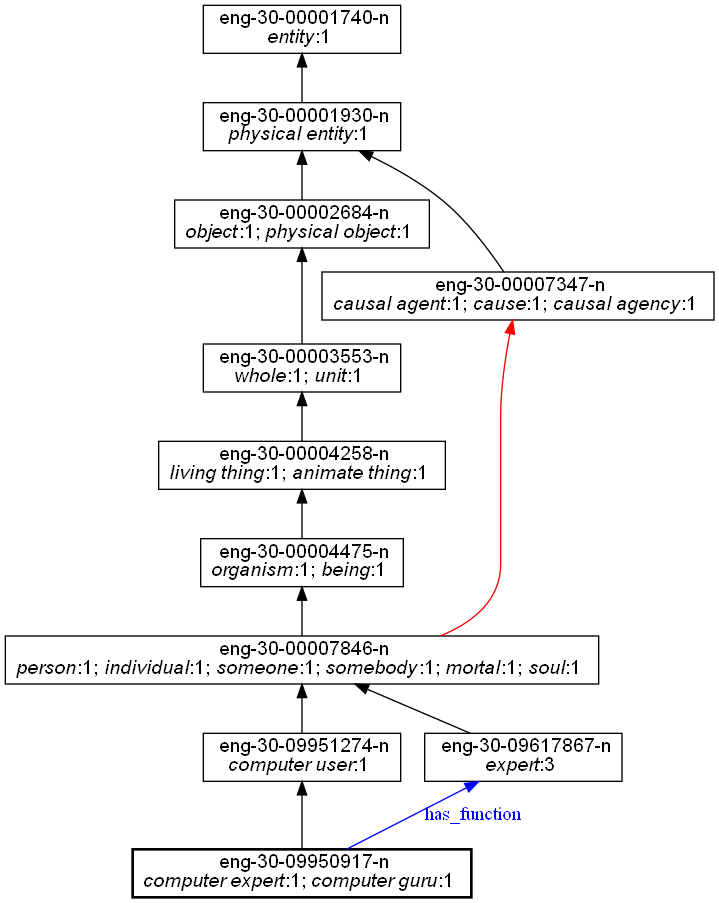 eng-30-00001740-n
entity:1
eng-30-00001930-n
physical entity:1
eng-30-00002684-n
object:1; physical object:1
eng-30-00007347-n
causal agent:1; cause:1; causal agency:1
eng-30-00003553-n
whole:1; unit:1
eng-30-00004258-n
living thing:1; animate thing:1
eng-30-00004475-n
organism:1; being:1
eng-30-00007846-n
person:1; individual:1; someone:1; somebody:1; mortal:1; soul:1
eng-30-09951274-n
computer user:1
eng-30-09617867-n
expert:3
has_function
eng-30-09950917-n
computer expert:1; computer guru:1